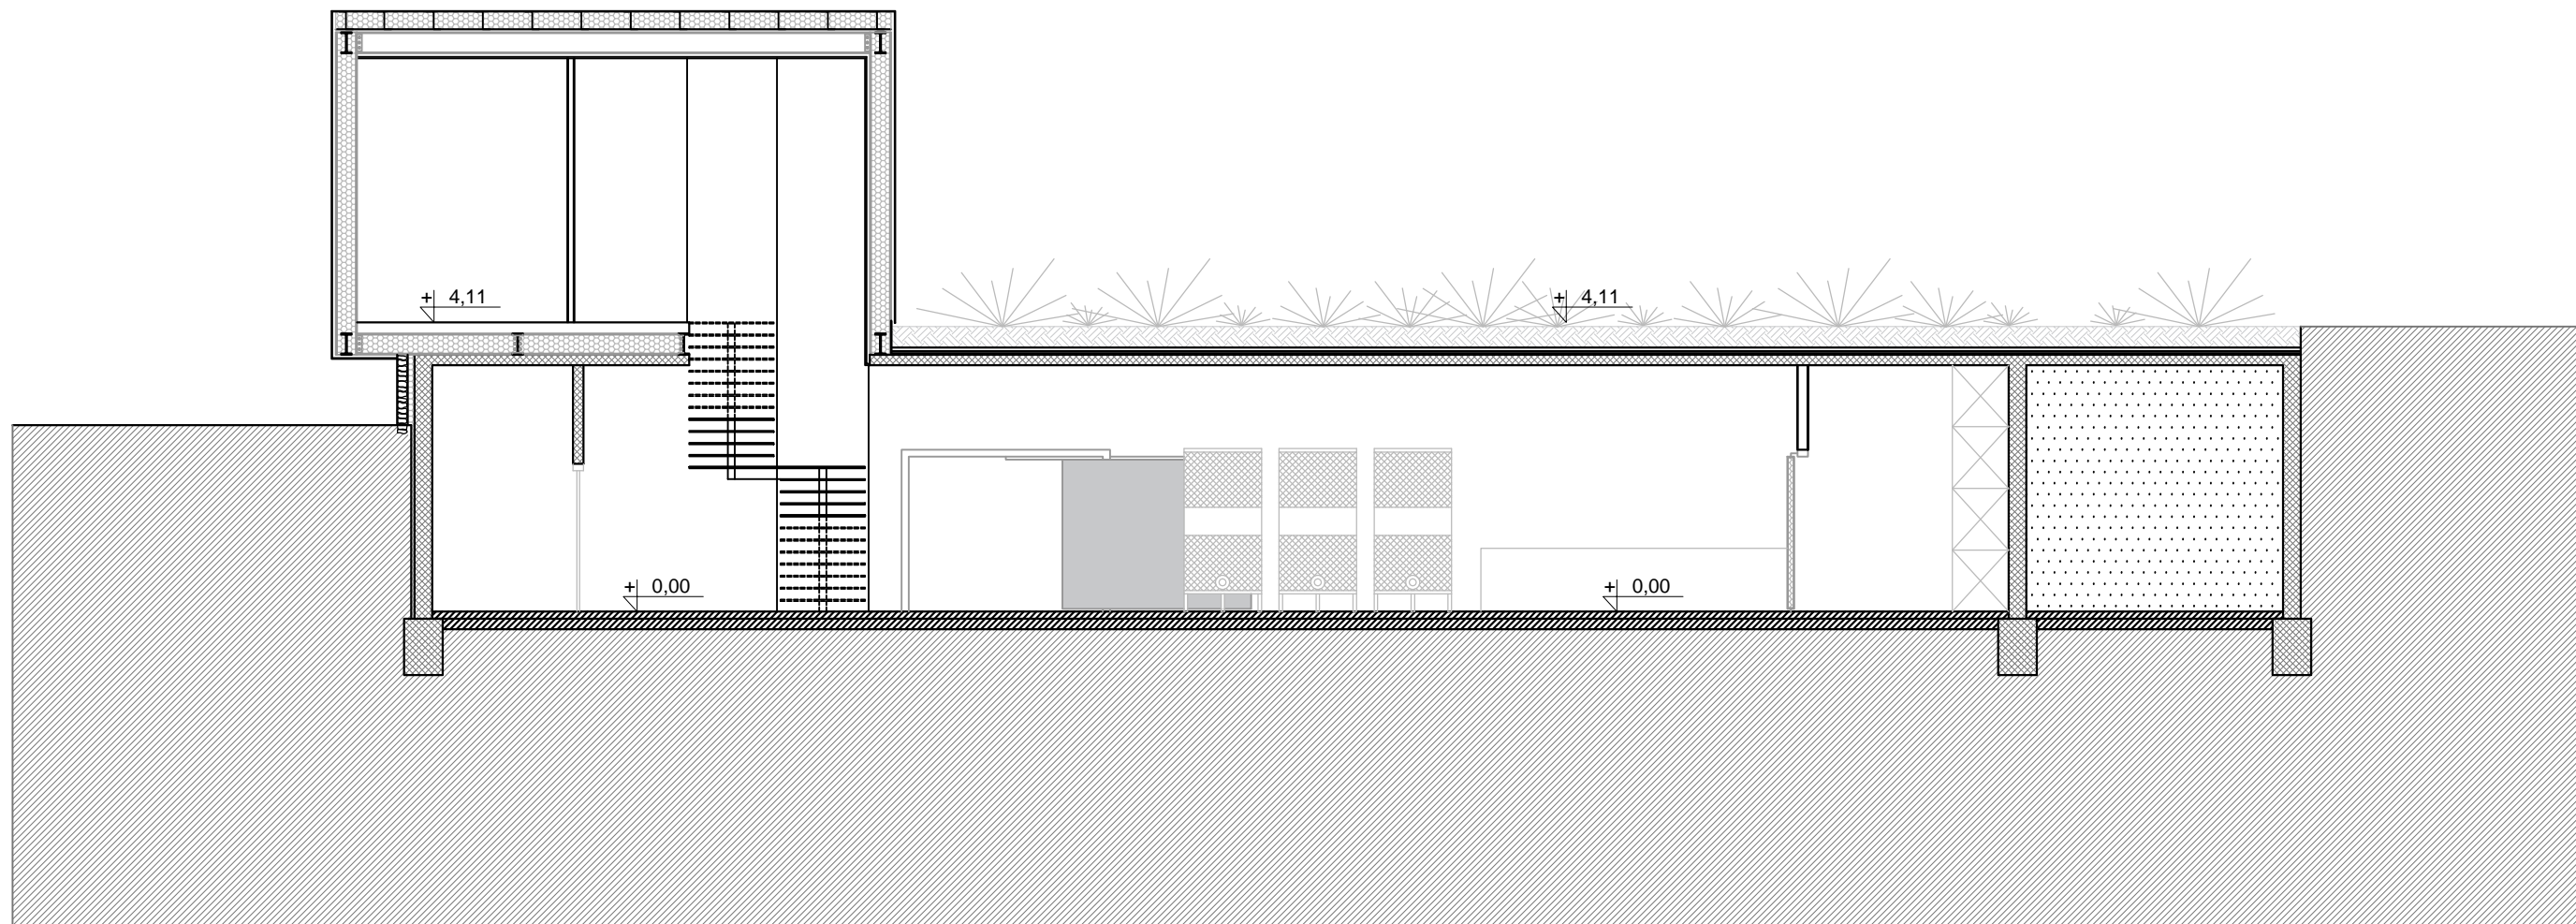 + 4,11
+ 4,11
+ 0,00
+ 0,00